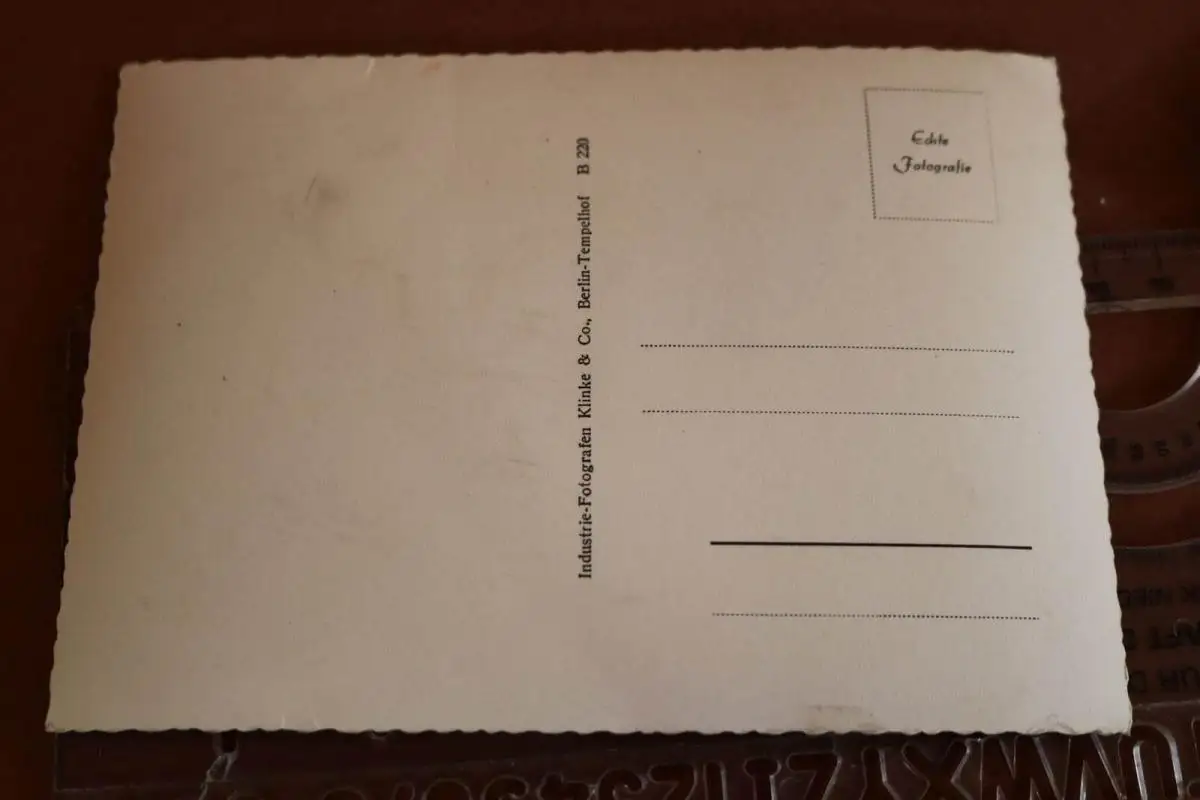 Echte
Fotografie
Industrie-Fotografen Klinke & Co., Berlin-Tempelhof B 220